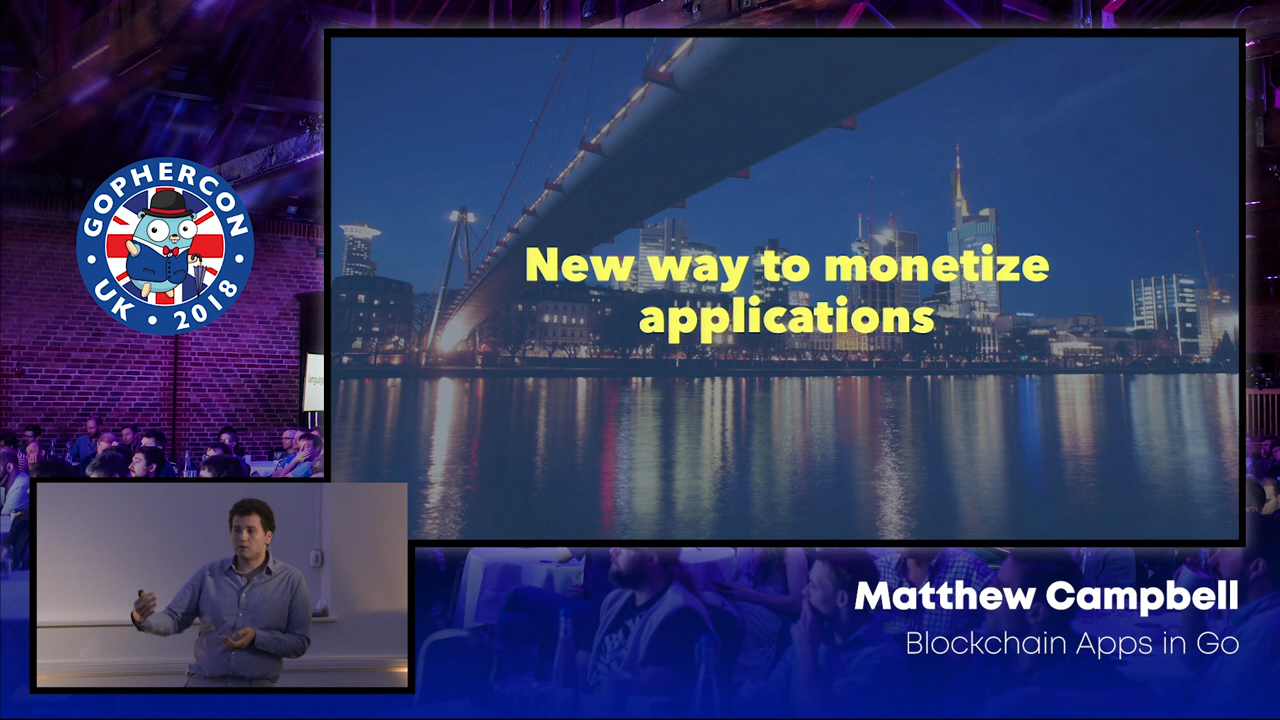 GOPHERCON
UK • 2018
New way to monetize
applications
Matthew Campbell
Blockchain Apps in Go